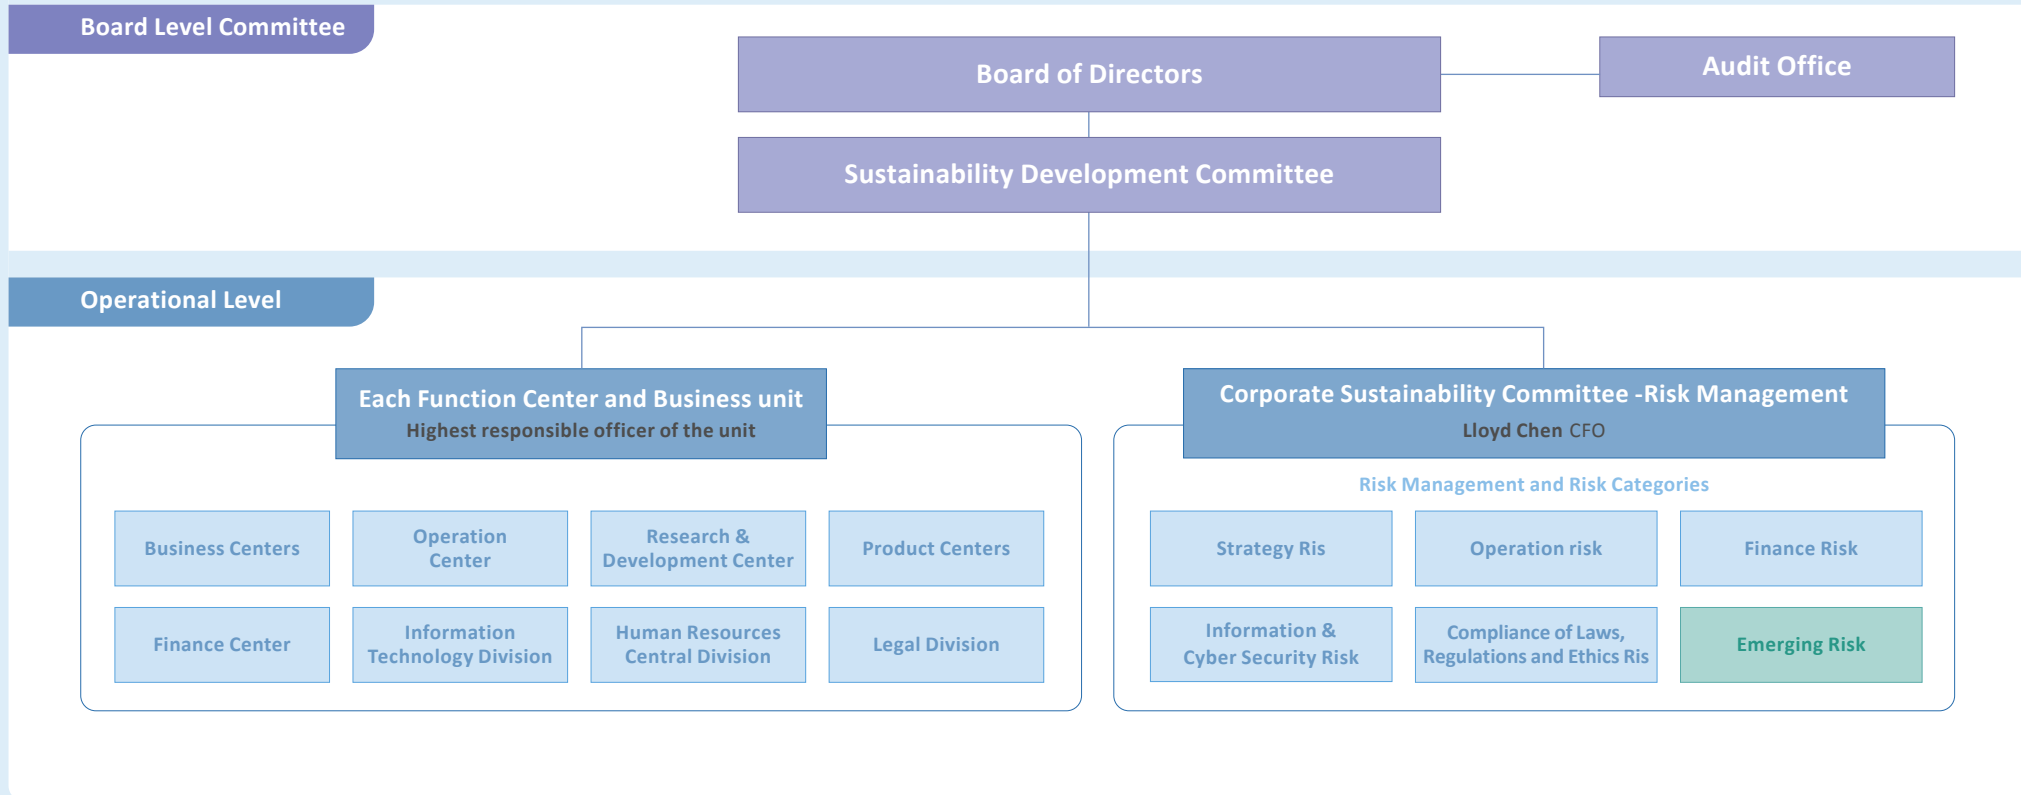 Board Level Committee
Board of Directors
Audit Office
Sustainability Development Committee
Operational Level
Each Function Center and Business unit
Highest responsible officer of the unit
Business Centers
Operation
Center
Research &
Development Center
Product Centers
Finance Center
Information
Technology Division
Human Resources
Central Division
Legal Division
Corporate Sustainability Committee -Risk Management
Lloyd Chen CFO
Risk Management and Risk Categories
Strategy Ris
Operation risk
Finance Risk
Information &
Cyber Security Risk
Compliance of Laws,
Regulations and Ethics Ris
Emerging Risk